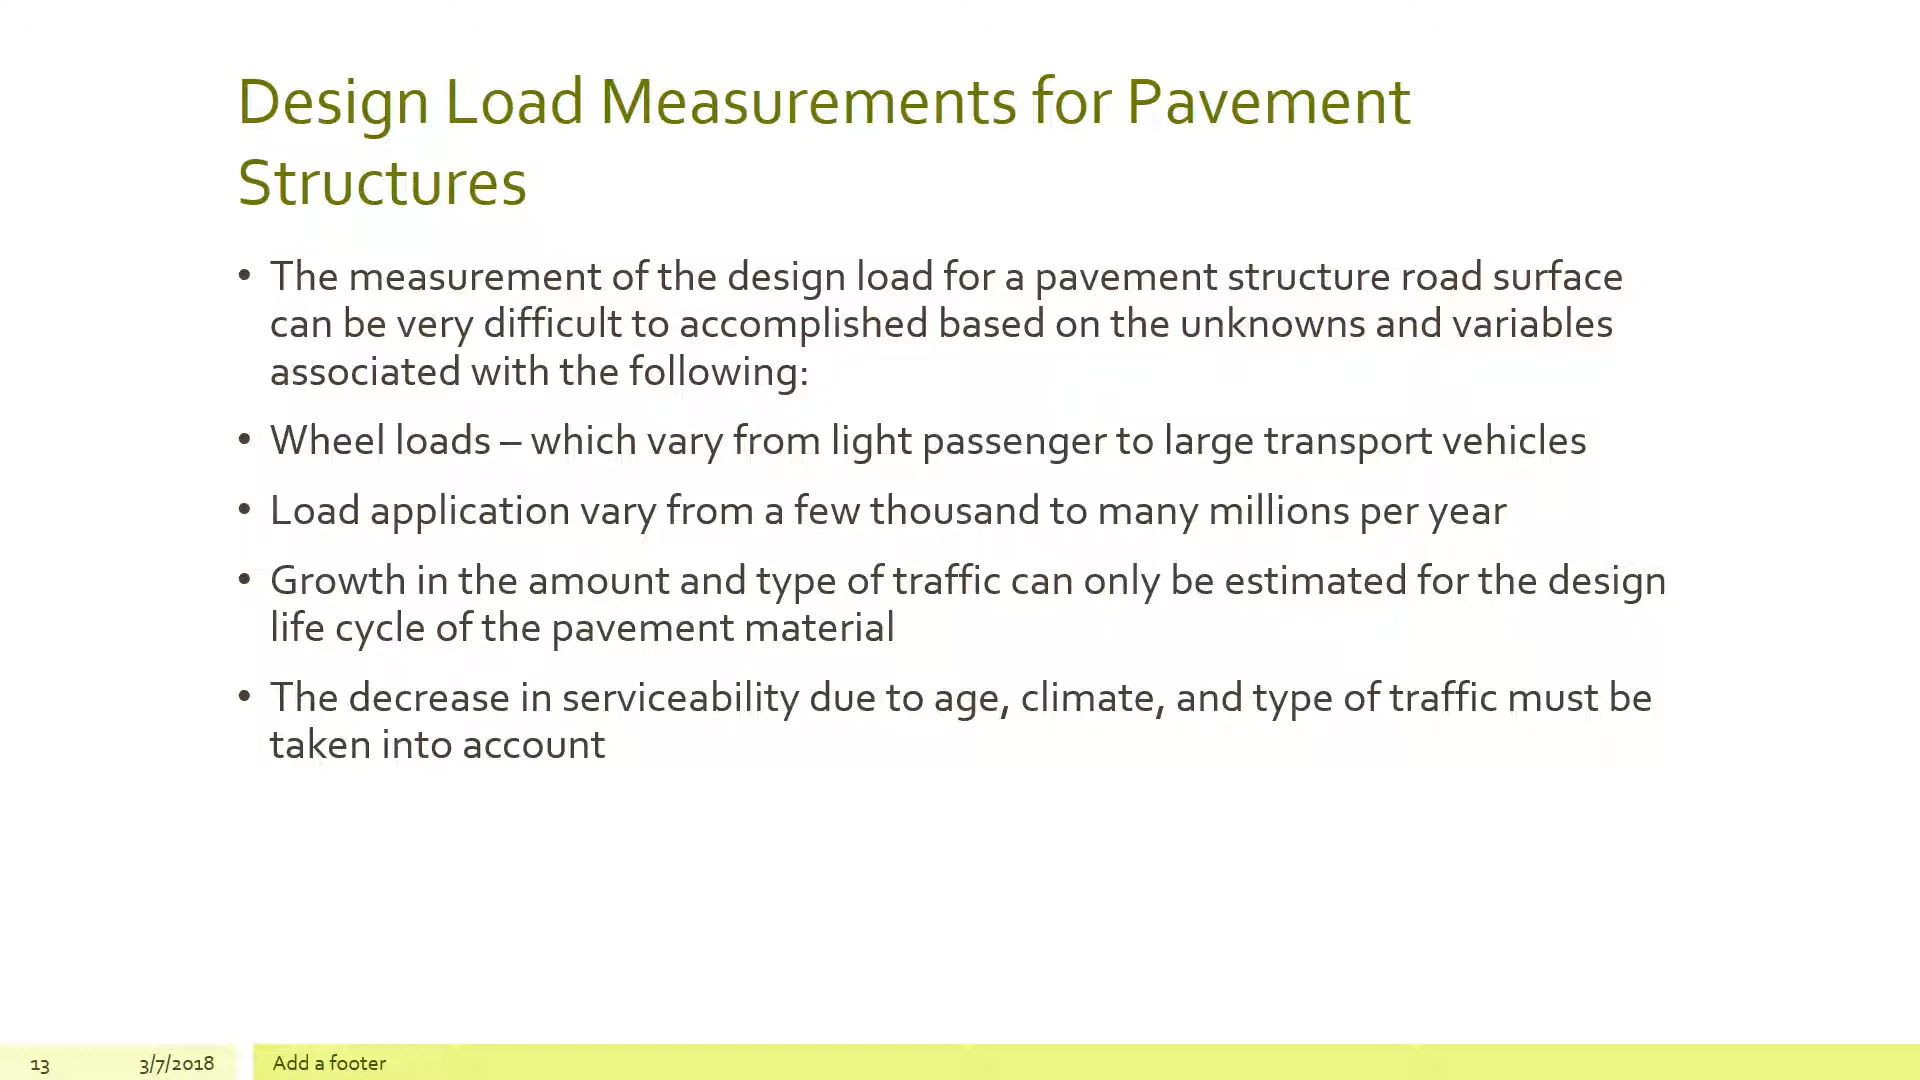 Design Load Measurements for Pavement
Structures
• The measurement of the design load for a pavement structure road surface
can be very difficult to accomplished based on the unknowns and variables
associated with the following:
• Wheel loads – which vary from light passenger to large transport vehicles
• Load application vary from a few thousand to many millions per year
• Growth in the amount and type of traffic can only be estimated for the design
life cycle of the pavement material
• The decrease in serviceability due to age, climate, and type of traffic must be
taken into account
13 3/7/2018 Add a footer